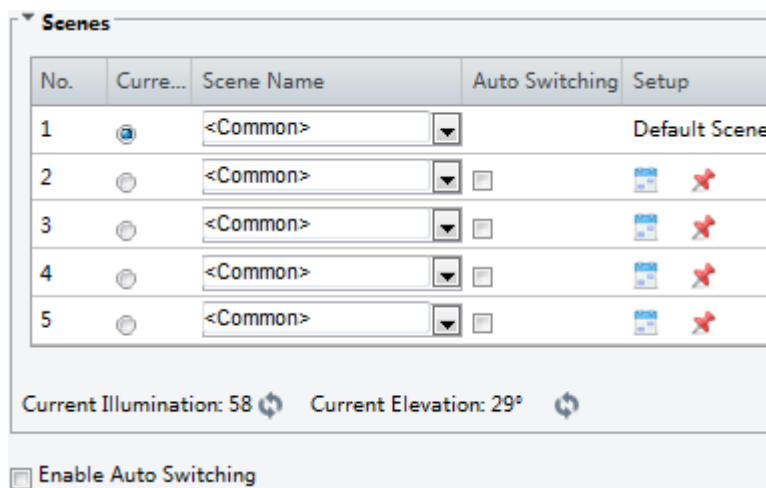 Scenes
No. Curre... Scene Name Auto Switching Setup
1 <Common> Default Scene
2 <Common>
3 <Common>
4 <Common>
5 <Common>
Current Illumination: 58 Current Elevation: 29°
Enable Auto Switching